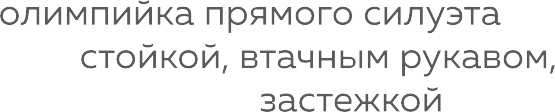 олимпийка прямого силуэта
стойкой, втачным рукавом,
застежкой